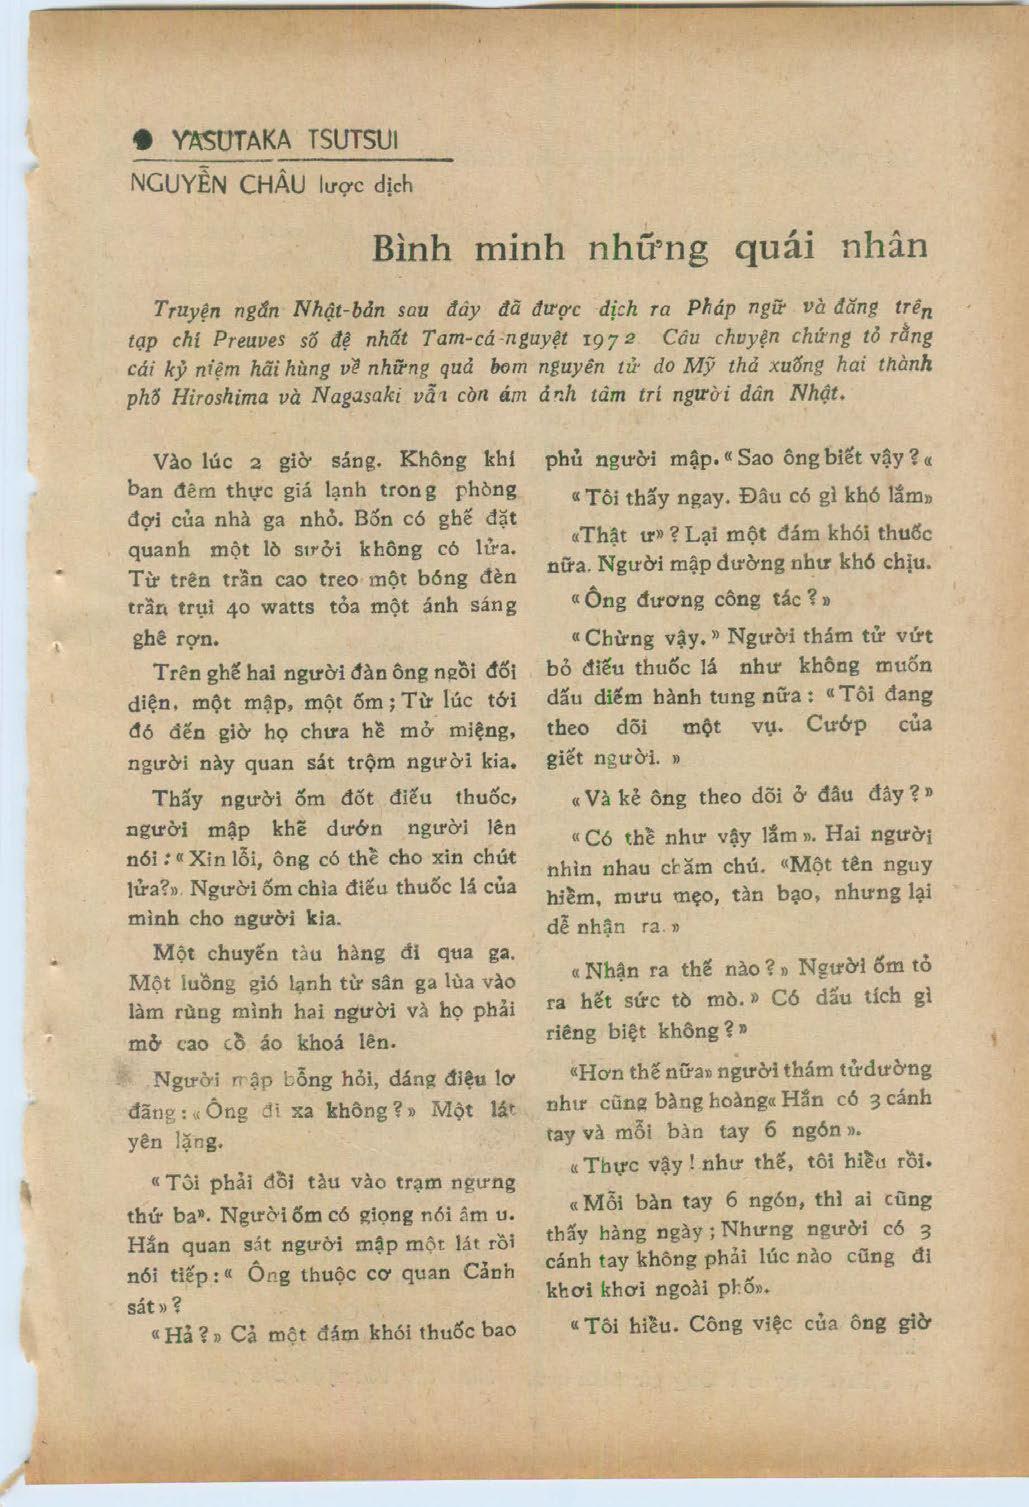 ● YASUTAKA TSUTSUI
NGUYỄN CHÂU lược dịch
Bình minh những quái nhân
Truyện ngắn Nhật-bản sau đây đã được dịch ra Pháp ngữ và đăng trên
tạp chí Preuves số đệ nhất Tam-cá-nguyệt 1972 Câu chuyện chứng tỏ rằng
cái kỷ niệm hãi hùng về những quả bom nguyên tử do Mỹ thả xuống hai thành
phố Hiroshima và Nagasaki vẫn còn ám ảnh tâm trí người dân Nhật.
Vào lúc 2 giờ sáng. Không khí
ban đêm thực giá lạnh trong phòng
đợi của nhà ga nhỏ. Bốn có ghế đặt
quanh một lò sưởi không có lửa.
Từ trên trần cao treo một bóng đèn
trần trụi 40 watts tỏa một ánh sáng
ghê rợn.
Trên ghế hai người đàn ông ngồi đối
diện, một mập, một ốm ; Từ lúc tới
đó đến giờ họ chưa hề mở miệng,
người này quan sát trộm người kia.
Thấy người ốm đốt điếu thuốc,
người mập khẽ dướn người lên
nói : « Xin lỗi, ông có thể cho xin chút
lửa?». Người ốm chìa điếu thuốc lá của
mình cho người kia.
Một chuyến tàu hàng đi qua ga.
Một luồng gió lạnh từ sân ga lùa vào
làm rùng mình hai người và họ phải
mở cao cồ áo khoá lên.
Người mập bỗng hỏi, dáng điệu lơ
đãng : « Ông đi xa không ? » Một lát
yên lặng.
« Tôi phải đổi tàu vào trạm ngưng
thứ ba». Người ốm có giọng nói âm u.
Hắn quan sát người mập một lát rồi
nói tiếp : « Ông thuộc cơ quan Cảnh
sát » ?
« Hả ? » Cả một đám khói thuốc bao
phủ người mập. « Sao ông biết vậy ? «
« Tôi thấy ngay. Đâu có gì khó lắm»
«Thật ư» ? Lại một đám khói thuốc
nữa. Người mập đường như khó chịu.
« Ông đương công tác ? »
« Chừng vậy. » Người thám tử vứt
bỏ điếu thuốc lá như không muốn
dấu diếm hành tung nữa : « Tôi đang
theo dõi một vụ. Cướp của
giết người. »
« Và kẻ ông theo dõi ở đâu đây ? »
« Có thể như vậy lắm ». Hai người
nhìn nhau chăm chú. «Một tên nguy
hiểm, mưu mẹo, tàn bạo, nhưng lại
dễ nhận ra. »
« Nhận ra thế nào ? » Người ốm tỏ
ra hết sức tò mò. » Có dấu tích gì
riêng biệt không ? »
«Hơn thế nữa» người thám tửdường
như cũng bàng hoàng« Hắn có 3 cánh
tay và mỗi bàn tay 6 ngón ».
« Thực vậy ! như thế, tôi hiểu rồi.
« Mỗi bàn tay 6 ngón, thì ai cũng
thấy hàng ngày ; Nhưng người có 3
cánh tay không phải lúc nào cũng đi
khơi khơi ngoài phố».
« Tôi hiểu. Công việc của ông giờ